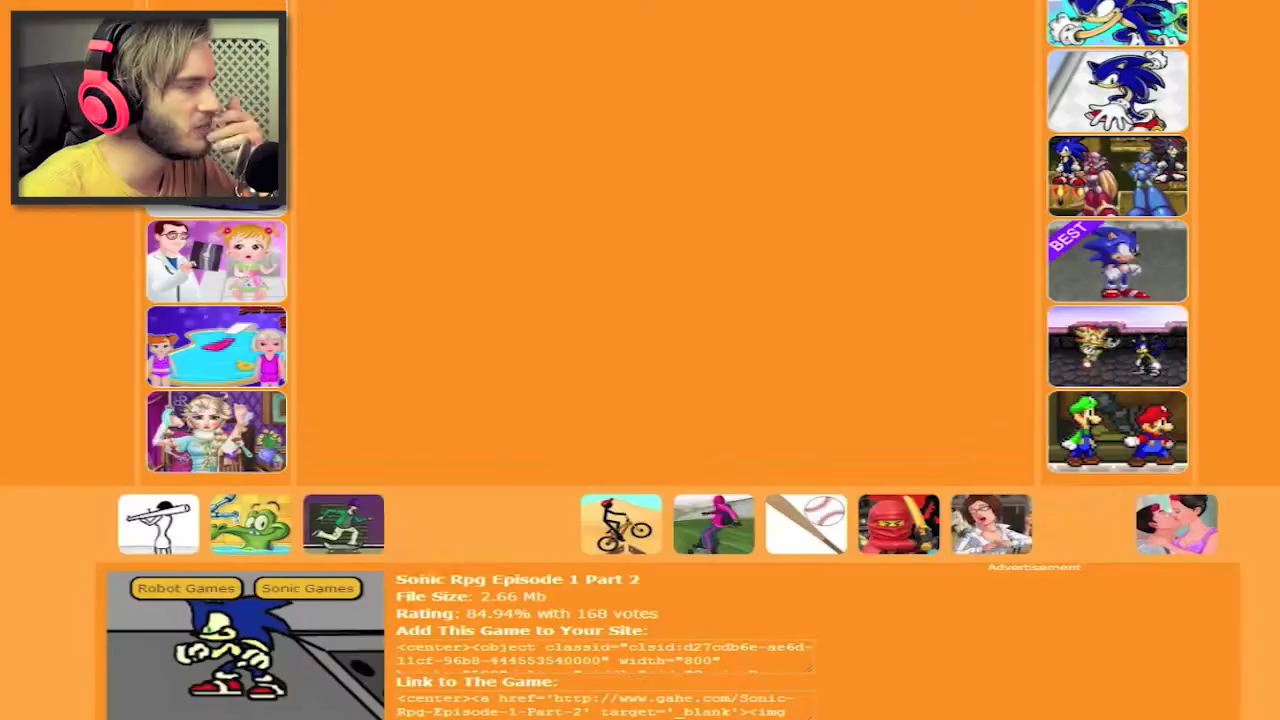 BEST
Advertisement
Robot Games
Sonic Games
Sonic Rpg Episode 1 Part 2
File Size: 2.66 Mb
Rating: 84.94% with 168 votes
Add This Game to Your Site:
<center><object classid="clsid:d27cdb6e-ae6d-
11cf-96b8-444553540000" width="800"
Link to The Game:
<center><a href='http://www.gahe.com/Sonic-
Rpg-Episode-1-Part-2' target='_blank'><img